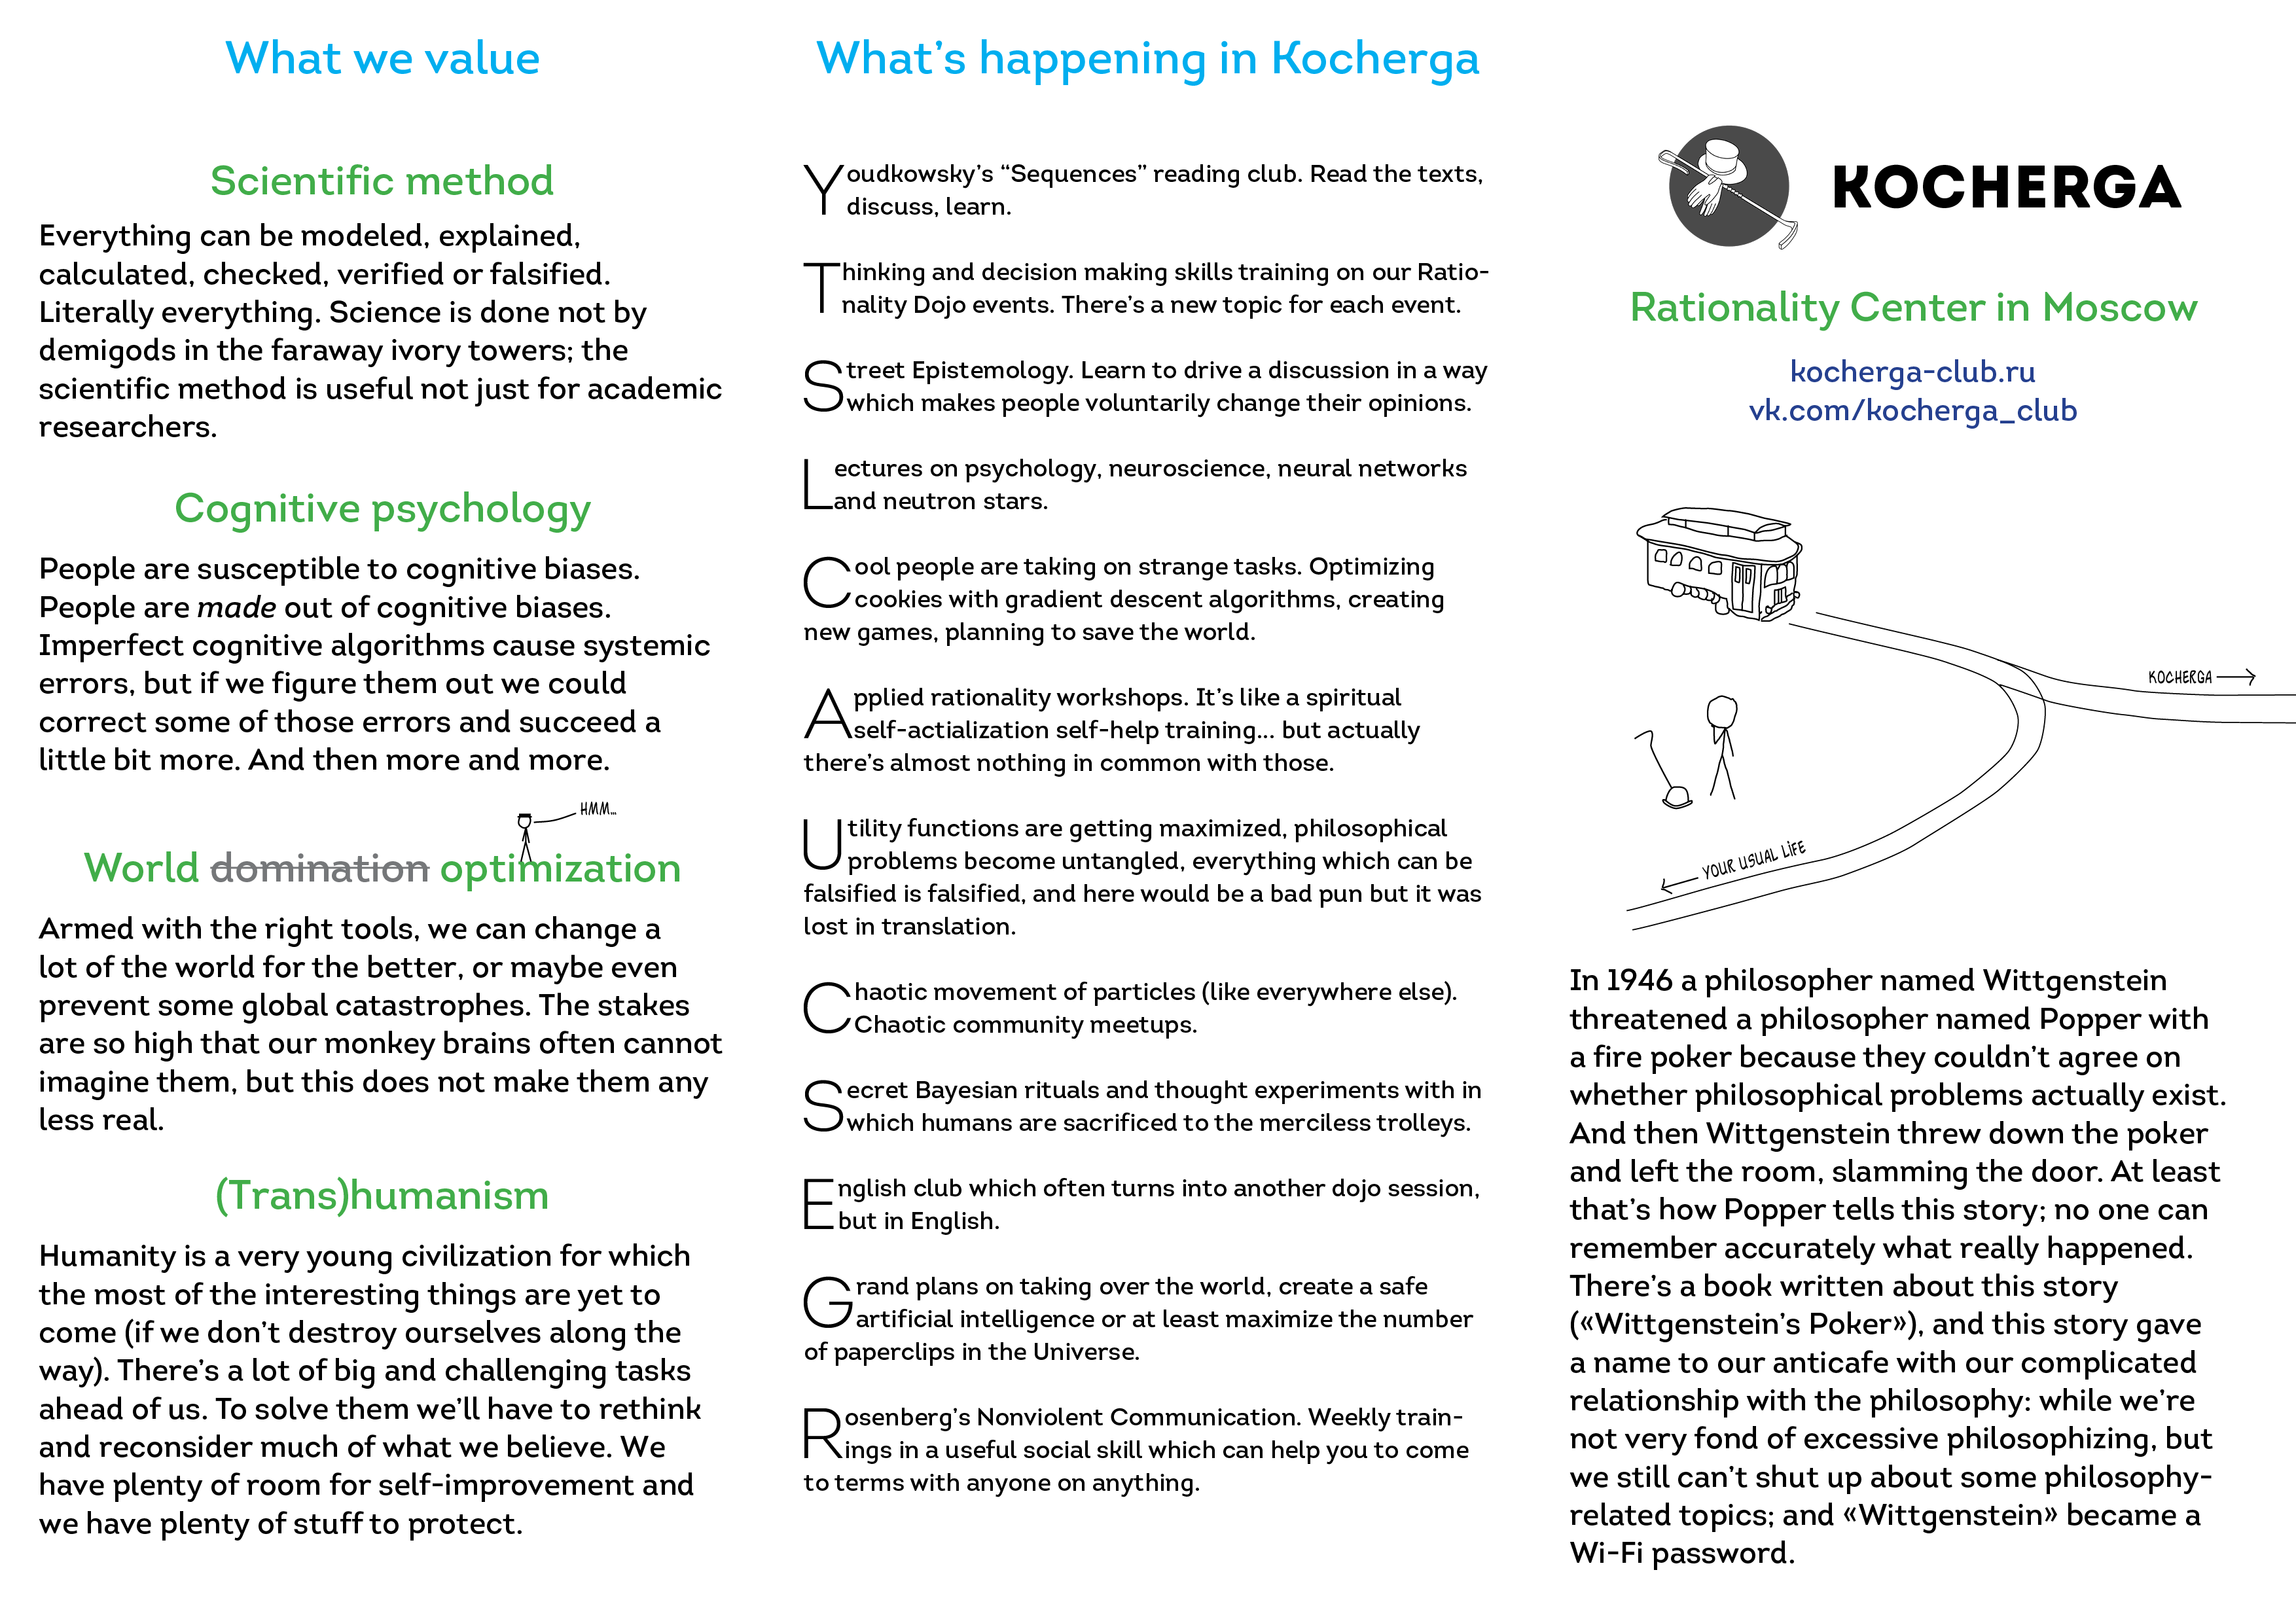 What we value
Scientific method
Everything can be modeled, explained,
calculated, checked, verified or falsified.
Literally everything. Science is done not by
demigods in the faraway ivory towers; the
scientific method is useful not just for academic
researchers.
Cognitive psychology
People are susceptible to cognitive biases.
People are made out of cognitive biases.
Imperfect cognitive algorithms cause systemic
errors, but if we figure them out we could
correct some of those errors and succeed a
little bit more. And then more and more.
HMM...
World domination optimization
Armed with the right tools, we can change a
lot of the world for the better, or maybe even
prevent some global catastrophes. The stakes
are so high that our monkey brains often cannot
imagine them, but this does not make them any
less real.
(Trans)humanism
Humanity is a very young civilization for which
the most of the interesting things are yet to
come (if we don't destroy ourselves along the
way). There's a lot of big and challenging tasks
ahead of us. To solve them we'll have to rethink
and reconsider much of what we believe. We
have plenty of room for self-improvement and
we have plenty of stuff to protect.
What's happening in Kocherga
Youdkowsky's "Sequences" reading club. Read the texts,
discuss, learn.
Thinking and decision making skills training on our Ratio-
nality Dojo events. There's a new topic for each event.
Street Epistemology. Learn to drive a discussion in a way
which makes people voluntarily change their opinions.
Lectures on psychology, neuroscience, neural networks
and neutron stars.
Cool people are taking on strange tasks. Optimizing
cookies with gradient descent algorithms, creating
new games, planning to save the world.
Applied rationality workshops. It's like a spiritual
self-actialization self-help training... but actually
there's almost nothing in common with those.
Utility functions are getting maximized, philosophical
problems become untangled, everything which can be
falsified is falsified, and here would be a bad pun but it was
lost in translation.
Chaotic movement of particles (like everywhere else).
Chaotic community meetups.
Secret Bayesian rituals and thought experiments with in
which humans are sacrificed to the merciless trolleys.
English club which often turns into another dojo session,
but in English.
Grand plans on taking over the world, create a safe
artificial intelligence or at least maximize the number
of paperclips in the Universe.
Rosenberg's Nonviolent Communication. Weekly train-
ings in a useful social skill which can help you to come
to terms with anyone on anything.
KOCHERGA
Rationality Center in Moscow
kocherga-club.ru
vk.com/kocherga_club
KOCHERGA
YOUR USUAL LIFE
In 1946 a philosopher named Wittgenstein
threatened a philosopher named Popper with
a fire poker because they couldn't agree on
whether philosophical problems actually exist.
And then Wittgenstein threw down the poker
and left the room, slamming the door. At least
that's how Popper tells this story; no one can
remember accurately what really happened.
There's a book written about this story
(«Wittgenstein's Poker»), and this story gave
a name to our anticafe with our complicated
relationship with the philosophy: while we're
not very fond of excessive philosophizing, but
we still can't shut up about some philosophy-
related topics; and «Wittgenstein» became a
Wi-Fi password.